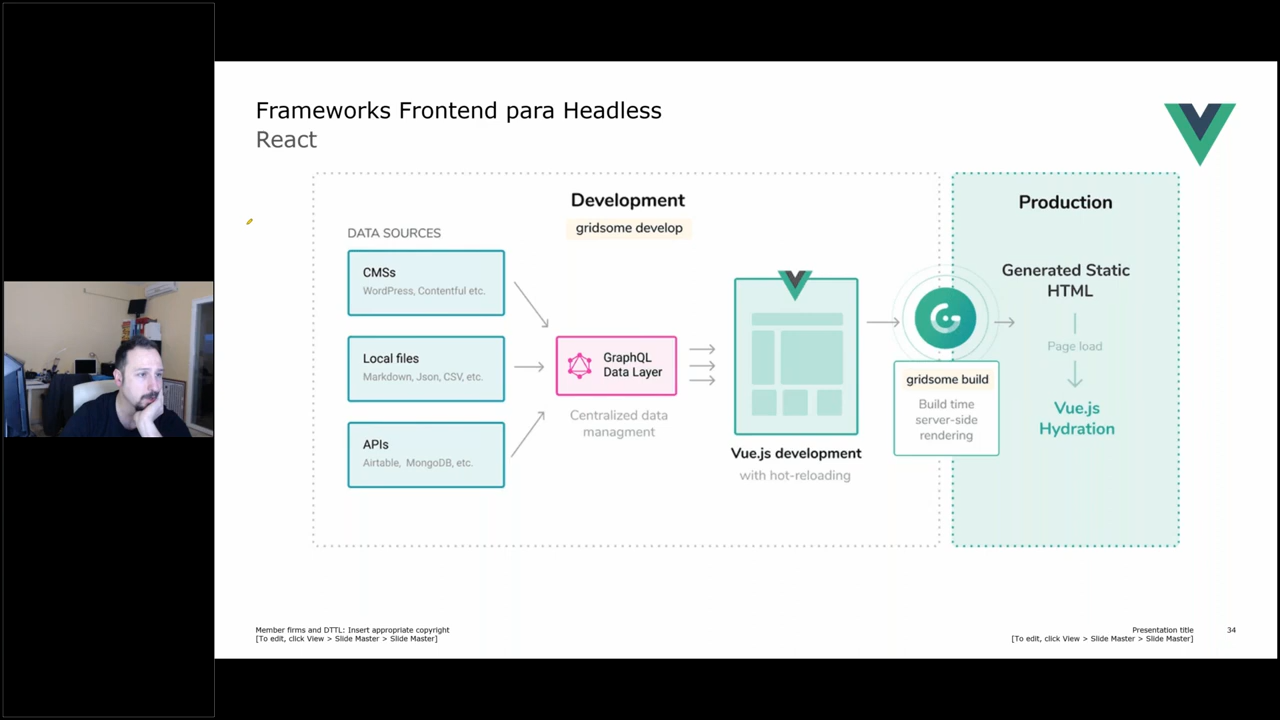 Frameworks Frontend para Headless
React
Development
gridsome develop
DATA SOURCES
CMSs
WordPress, Contentful etc.
Local files
Markdown, Json, CSV, etc.
APIs
Airtable, MongoDB, etc.
GraphQL
Data Layer
Centralized data
managment
Vue.js development
with hot-reloading
gridsome build
Build time
server-side
rendering
Production
Generated Static
HTML
Page load
Vue.js
Hydration
Member firms and DTTL: Insert appropriate copyright
[To edit, click View > Slide Master > Slide Master]
Presentation title
[To edit, click View > Slide Master > Slide Master]
34